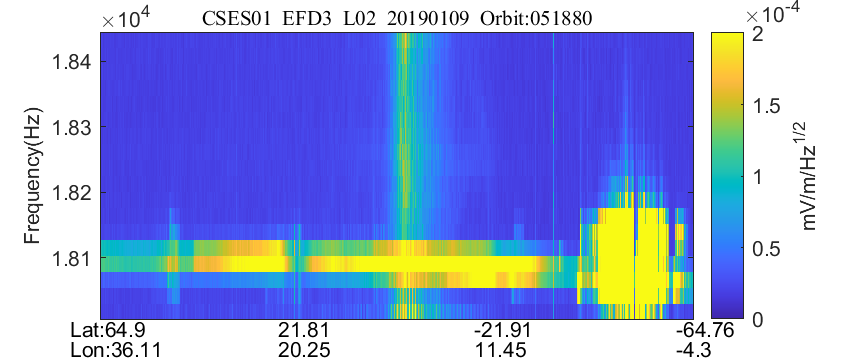 ×10⁴ CSES01 EFD3 L02 20190109 Orbit:051880 ×10⁻⁴
1.84
1.83
1.82
1.81
Frequency(Hz)
2
1.5
1
0.5
0
mV/m/Hz^1/2
Lat:64.9 21.81 -21.91 -64.76
Lon:36.11 20.25 11.45 -4.3